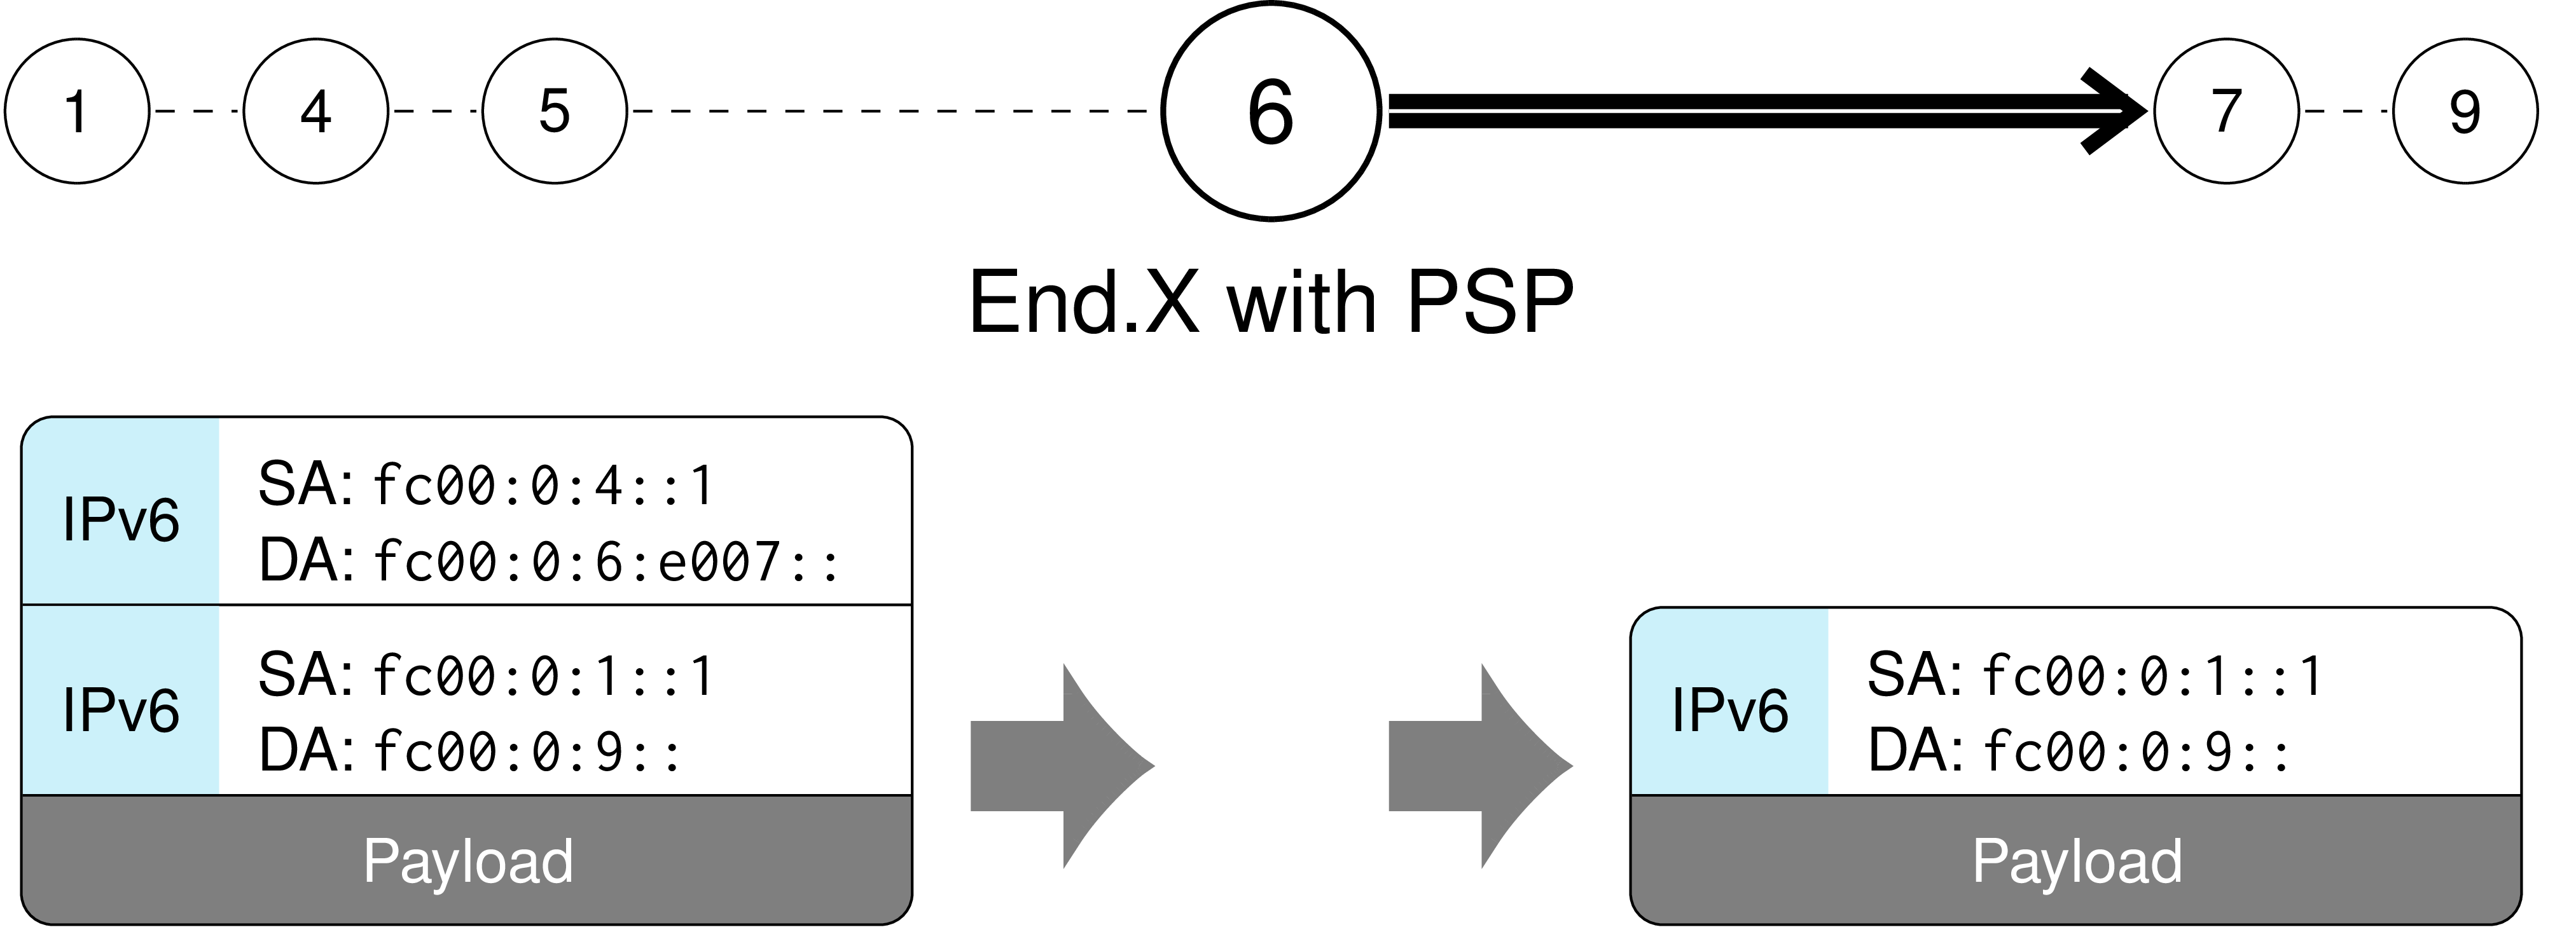 1
4
5
6
7
9
End.X with PSP
IPv6
SA: fc00:0:4::1
DA: fc00:0:6:e007::
IPv6
SA: fc00:0:1::1
DA: fc00:0:9::
Payload
IPv6
SA: fc00:0:1::1
DA: fc00:0:9::
Payload